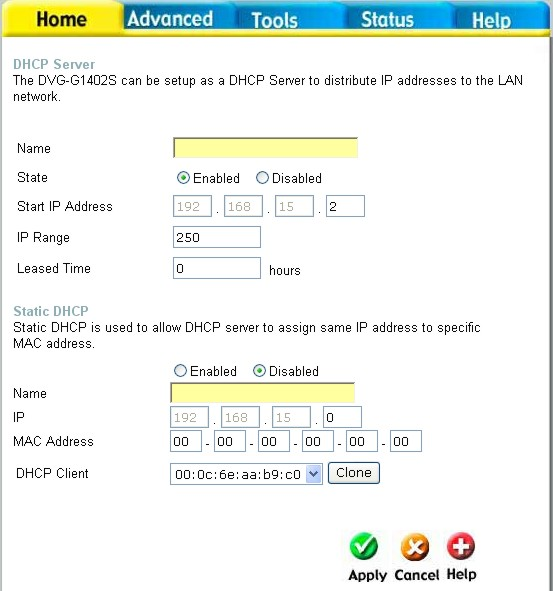 Home Advanced Tools Status Help
DHCP Server
The DVG-G1402S can be setup as a DHCP Server to distribute IP addresses to the LAN
network.
Name
State Enabled Disabled
Start IP Address 192 . 168 . 15 . 2
IP Range 250
Leased Time 0 hours
Static DHCP
Static DHCP is used to allow DHCP server to assign same IP address to specific
MAC address.
Enabled Disabled
Name
IP 192 . 168 . 15 . 0
MAC Address 00 - 00 - 00 - 00 - 00 - 00
DHCP Client 00:0c:6e:aa:b9:c0 Clone
Apply Cancel Help